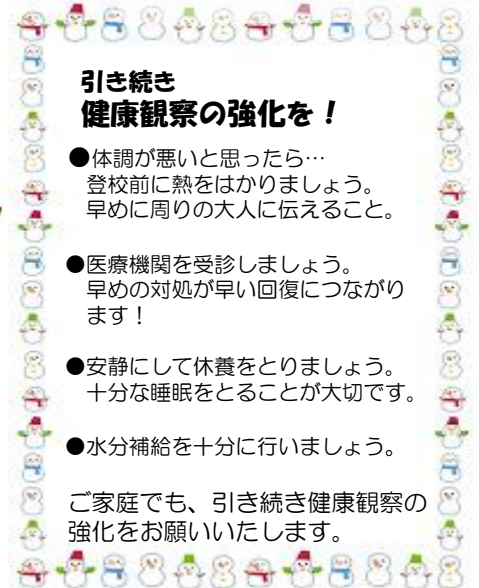 引き続き
健康観察の強化を！
●体調が悪いと思ったら…
登校前に熱をはかりましょう。
早めに周りの大人に伝えること。
●医療機関を受診しましょう。
早めの対処が早い回復につながり
ます！
●安静にして休養をとりましょう。
十分な睡眠をとることが大切です。
●水分補給を十分に行いましょう。
ご家庭でも、引き続き健康観察の
強化をお願いいたします。